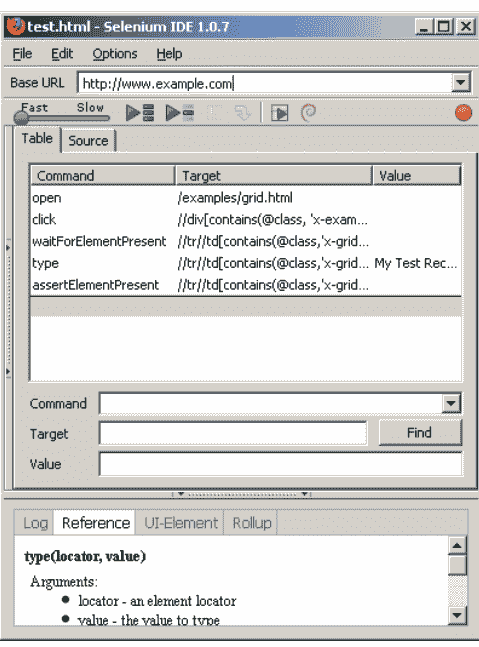 test.html - Selenium IDE 1.0.7
File Edit Options Help
Base URL http://www.example.com
Fast Slow
Table Source
Command Target Value
open /examples/grid.html
click //div[contains(@class, 'x-exam...
waitForElementPresent //tr//td[contains(@class,'x-grid...
type //tr//td[contains(@class,'x-grid... My Test Rec...
assertElementPresent //tr//td[contains(@class,'x-grid...
Command
Target Find
Value
Log Reference UI-Element Rollup
type(locator, value)
Arguments:
• locator - an element locator
• value - the value to type